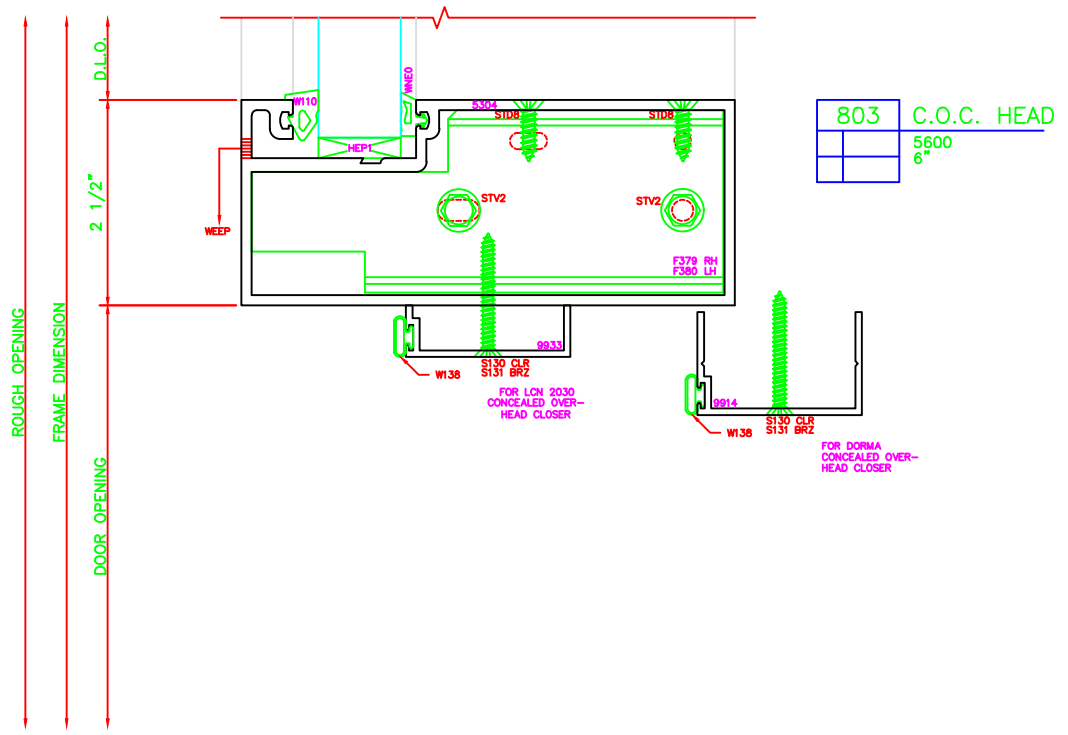 D.L.O.
2 1/2"
ROUGH OPENING
FRAME DIMENSION
DOOR OPENING
W110
WNE0
5304
STD8
STD8
HEP1
WEEP
STV2
STV2
F379 RH
F380 LH
803 C.O.C. HEAD
5600
6"
9933
W138
S130 CLR
S131 BRZ
FOR LCN 2030
CONCEALED OVER-
HEAD CLOSER
9914
W138
S130 CLR
S131 BRZ
FOR DORMA
CONCEALED OVER-
HEAD CLOSER